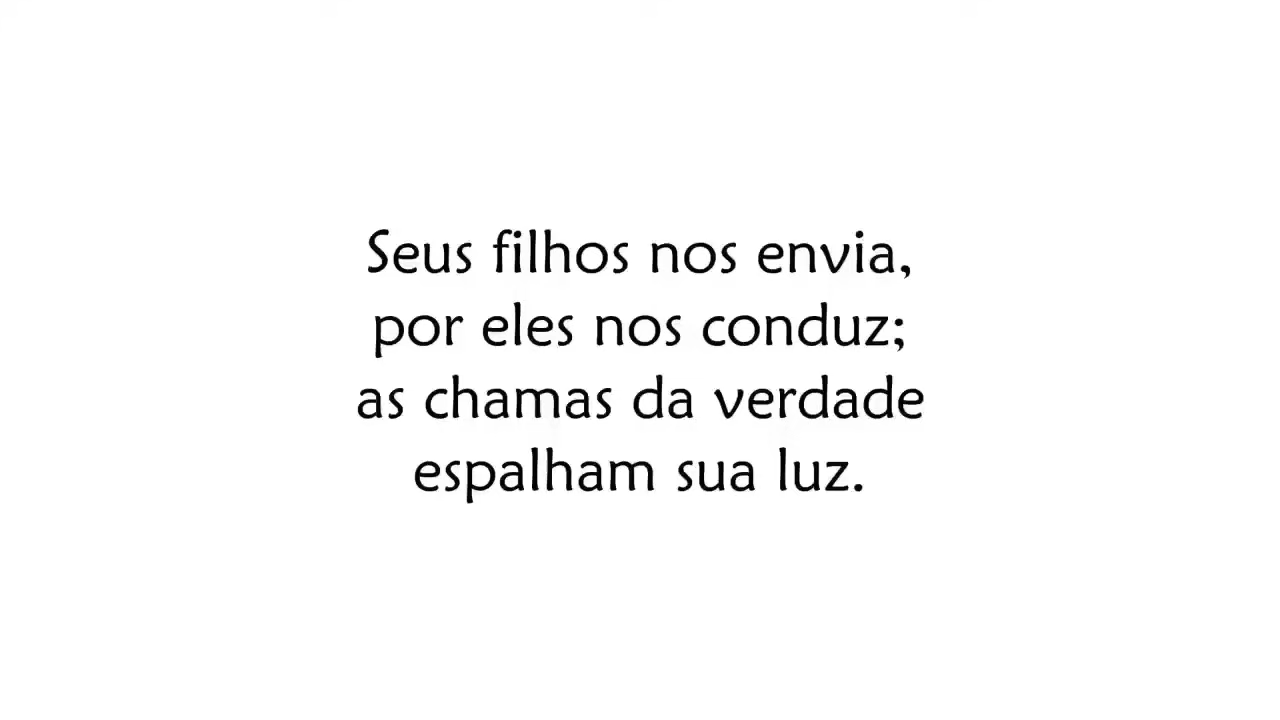 Seus filhos nos envia,
por eles nos conduz;
as chamas da verdade
espalham sua luz.